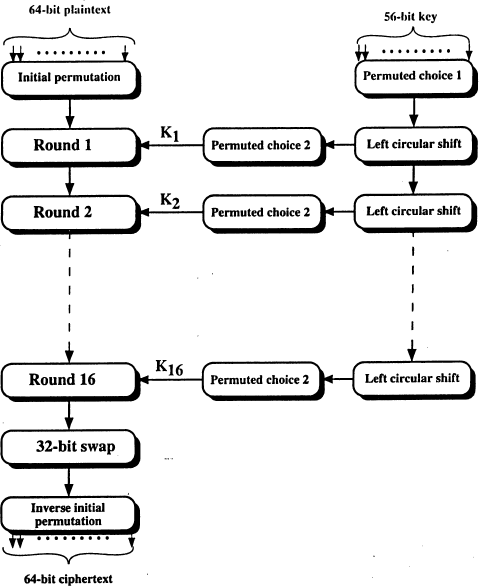 64-bit plaintext
56-bit key
Initial permutation
Permuted choice 1
Round 1
K1
Permuted choice 2
Left circular shift
Round 2
K2
Permuted choice 2
Left circular shift
Round 16
K16
Permuted choice 2
Left circular shift
32-bit swap
Inverse initial
permutation
64-bit ciphertext